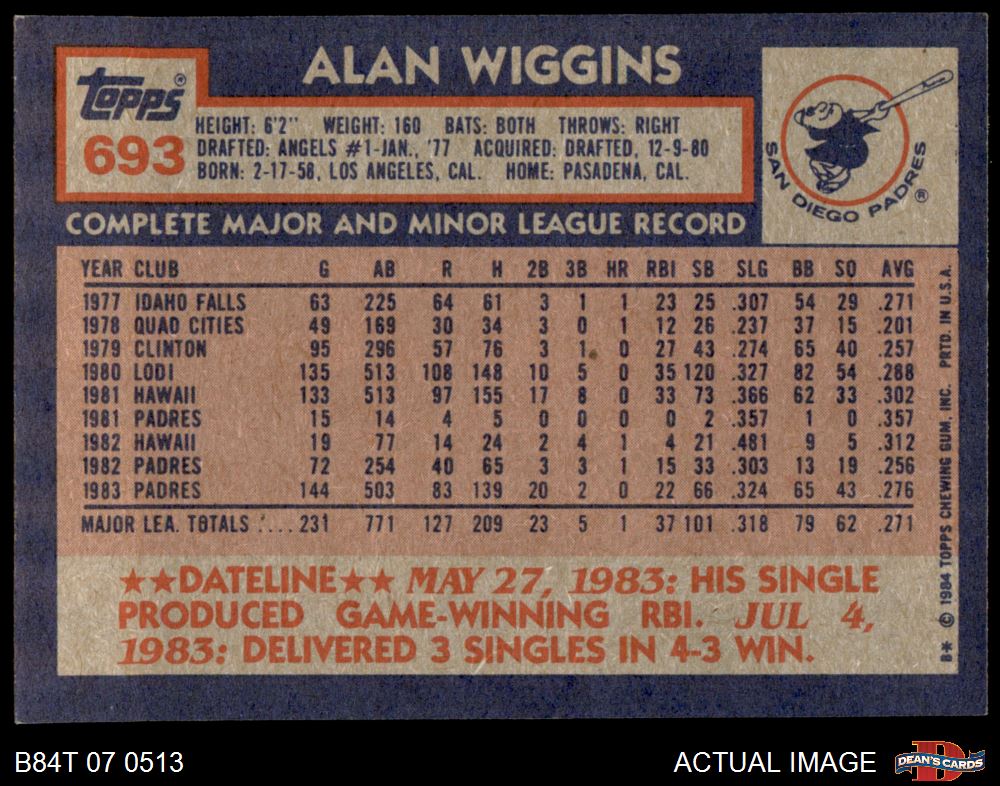 ALAN WIGGINS
Topps®
693
HEIGHT: 6'2" WEIGHT: 160 BATS: BOTH THROWS: RIGHT
DRAFTED: ANGELS #1-JAN., '77 ACQUIRED: DRAFTED, 12-9-80
BORN: 2-17-58, LOS ANGELES, CAL. HOME: PASADENA, CAL.
SAN DIEGO PADRES ®
COMPLETE MAJOR AND MINOR LEAGUE RECORD
YEAR CLUB G AB R H 2B 3B HR RBI SB SLG BB SO AVG
1977 IDAHO FALLS 63 225 64 61 3 1 1 23 25 .307 54 29 .271
1978 QUAD CITIES 49 169 30 34 3 0 1 12 26 .237 37 15 .201
1979 CLINTON 95 296 57 76 3 1 0 27 43 .274 65 40 .257
1980 LODI 135 513 108 148 10 5 0 35 120 .327 82 54 .288
1981 HAWAII 133 513 97 155 17 8 0 33 73 .366 62 33 .302
1981 PADRES 15 14 4 5 0 0 0 0 2 .357 1 0 .357
1982 HAWAII 19 77 14 24 2 4 1 4 21 .481 9 5 .312
1982 PADRES 72 254 40 65 3 3 1 15 33 .303 13 19 .256
1983 PADRES 144 503 83 139 20 2 0 22 66 .324 65 43 .276
MAJOR LEA. TOTALS ..... 231 771 127 209 23 5 1 37 101 .318 79 62 .271
★★DATELINE★★ MAY 27, 1983: HIS SINGLE
PRODUCED GAME-WINNING RBI. JUL 4,
1983: DELIVERED 3 SINGLES IN 4-3 WIN.
B* © 1984 TOPPS CHEWING GUM, INC. PRTD. IN U.S.A.
B84T 07 0513
ACTUAL IMAGE
D
DEAN'S CARDS